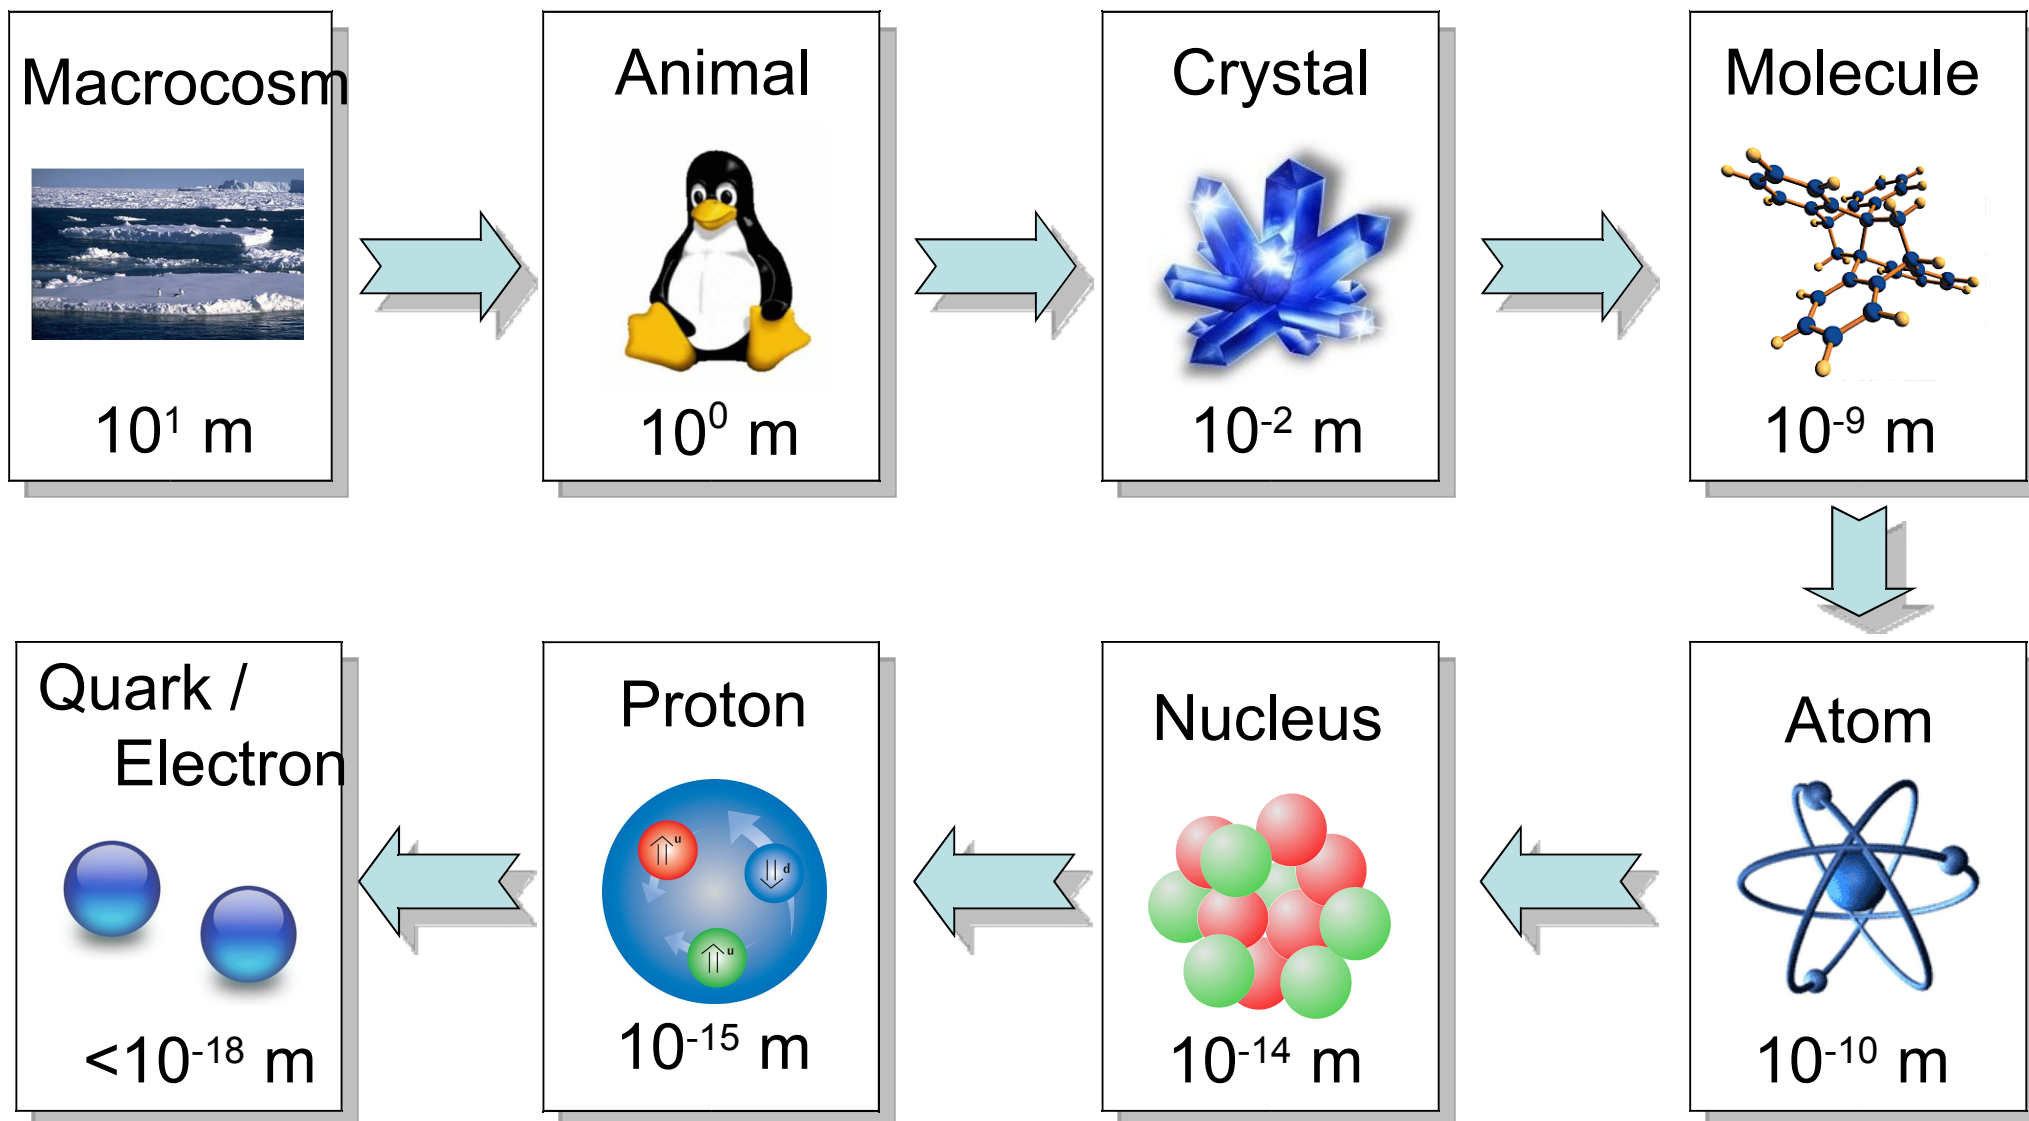 Macrocosm
10¹ m
Animal
10⁰ m
Crystal
10⁻² m
Molecule
10⁻⁹ m
Atom
10⁻¹⁰ m
Nucleus
10⁻¹⁴ m
Proton
u
d
u
10⁻¹⁵ m
Quark /
Electron
<10⁻¹⁸ m